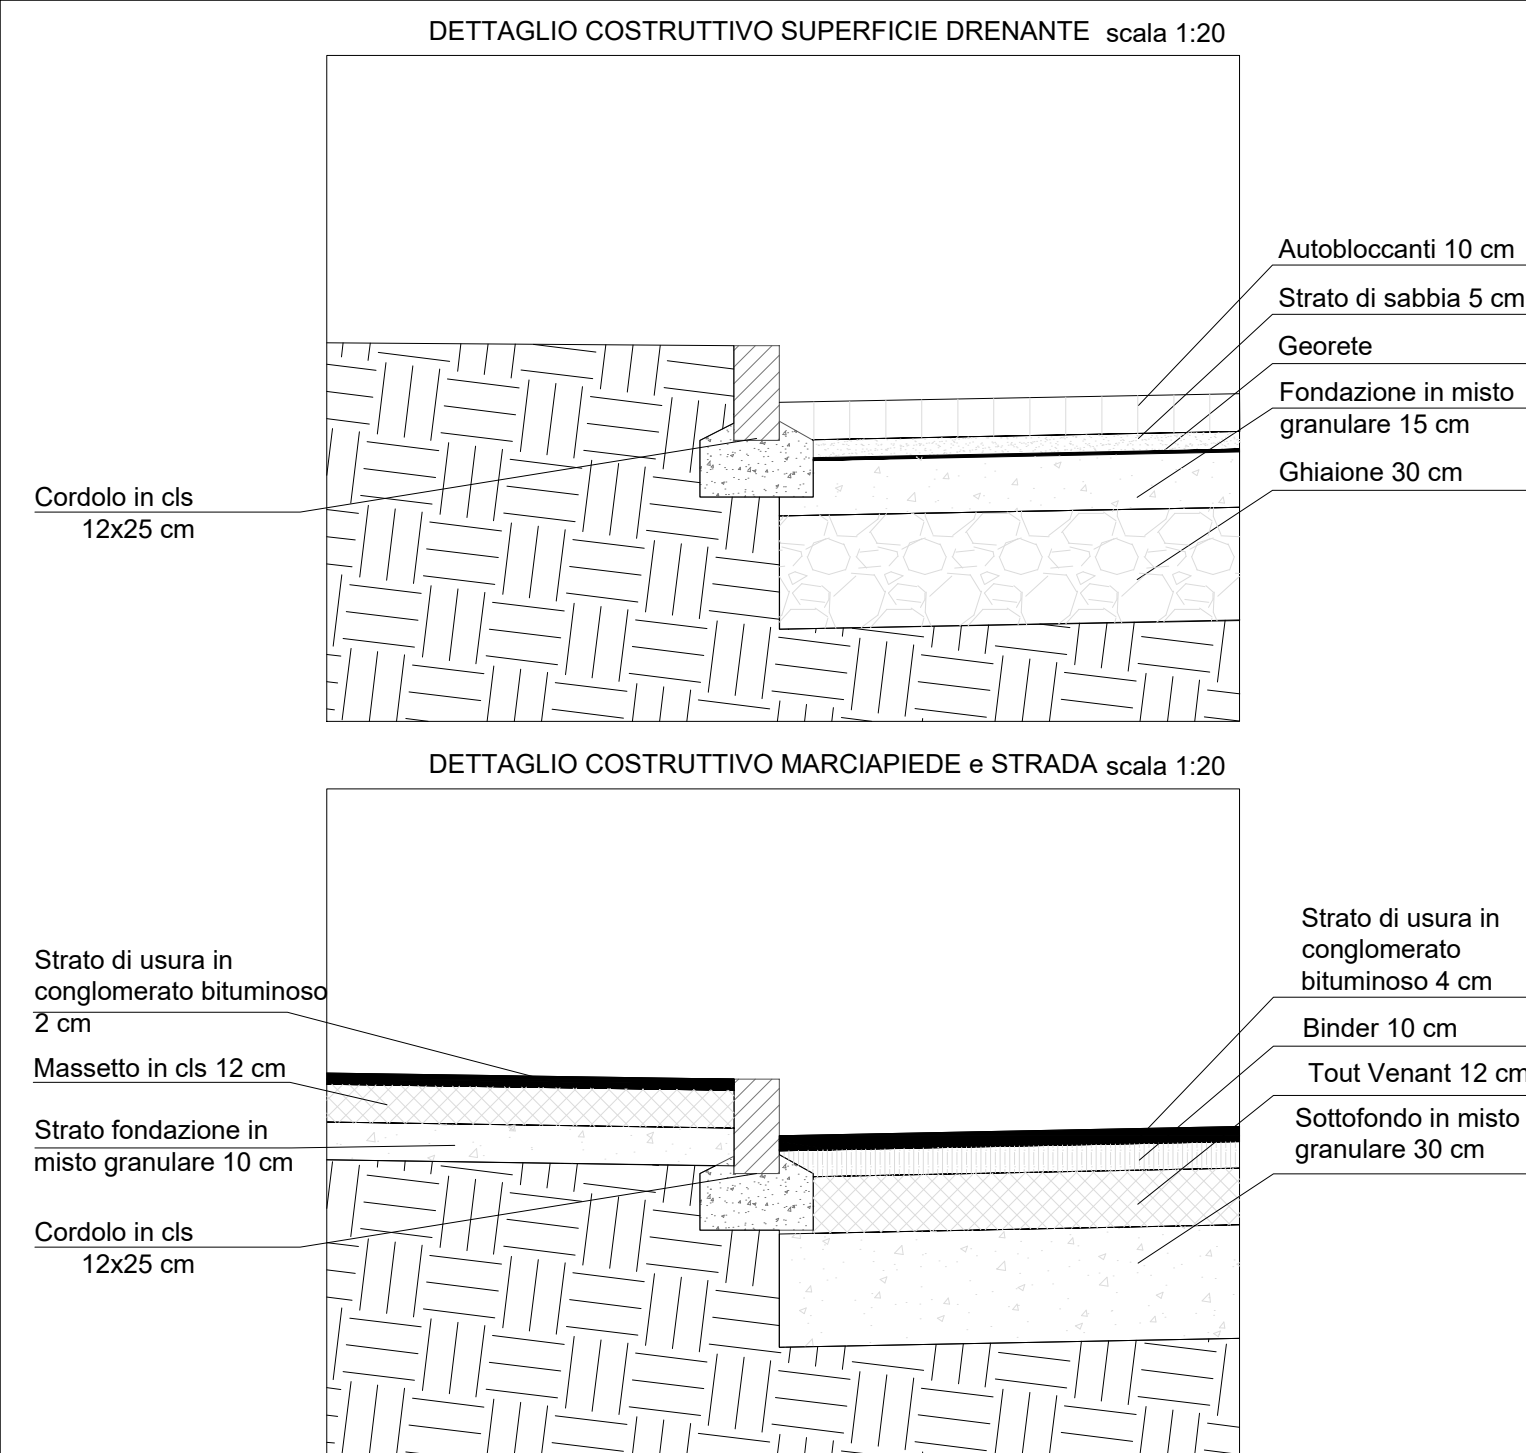 DETTAGLIO COSTRUTTIVO SUPERFICIE DRENANTE scala 1:20
Autobloccanti 10 cm
Strato di sabbia 5 cm
Georete
Fondazione in misto
granulare 15 cm
Ghiaione 30 cm
Cordolo in cls
12x25 cm
DETTAGLIO COSTRUTTIVO MARCIAPIEDE e STRADA scala 1:20
Strato di usura in
conglomerato bituminoso
2 cm
Massetto in cls 12 cm
Strato fondazione in
misto granulare 10 cm
Cordolo in cls
12x25 cm
Strato di usura in
conglomerato
bituminoso 4 cm
Binder 10 cm
Tout Venant 12 cm
Sottofondo in misto
granulare 30 cm